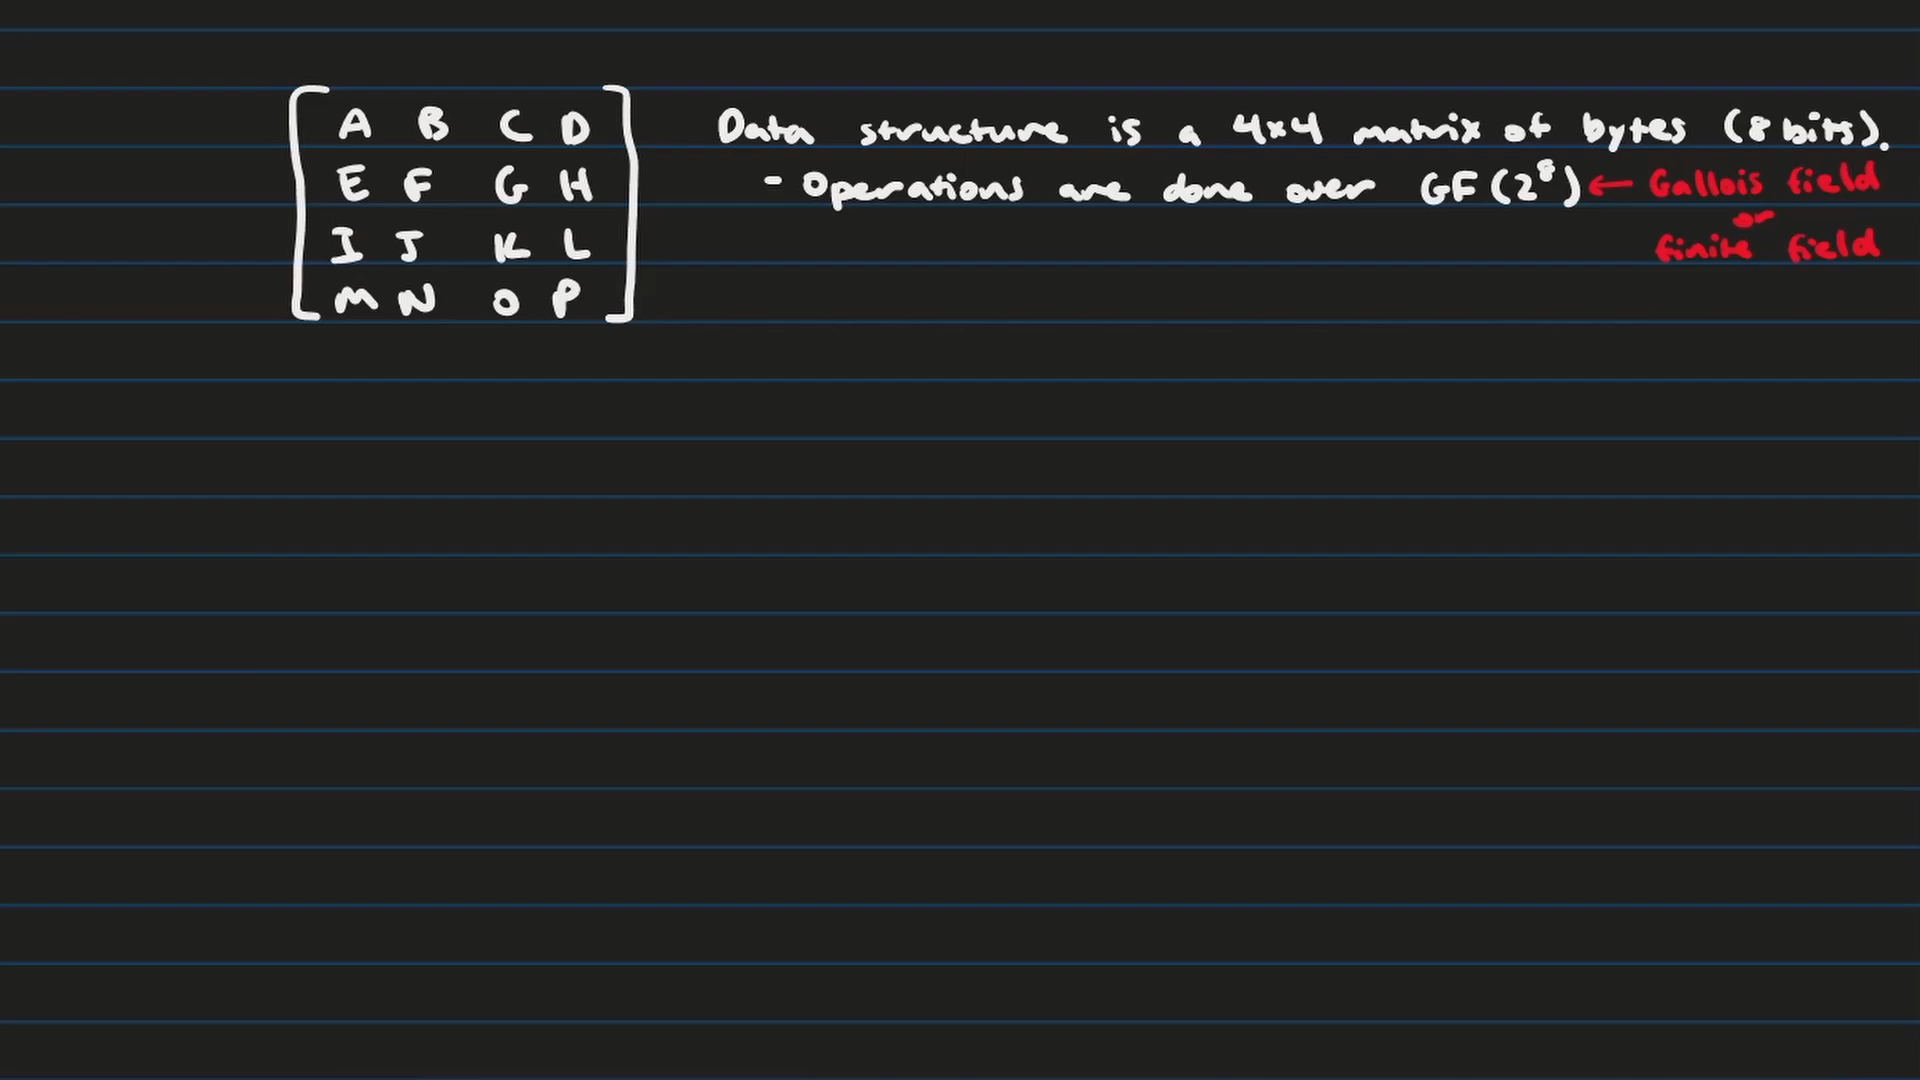 A B C D
E F G H
I J K L
M N O P
Data structure is a 4x4 matrix of bytes (8 bits).
- Operations are done over GF(2⁸) ← Gallois field
or
finite field